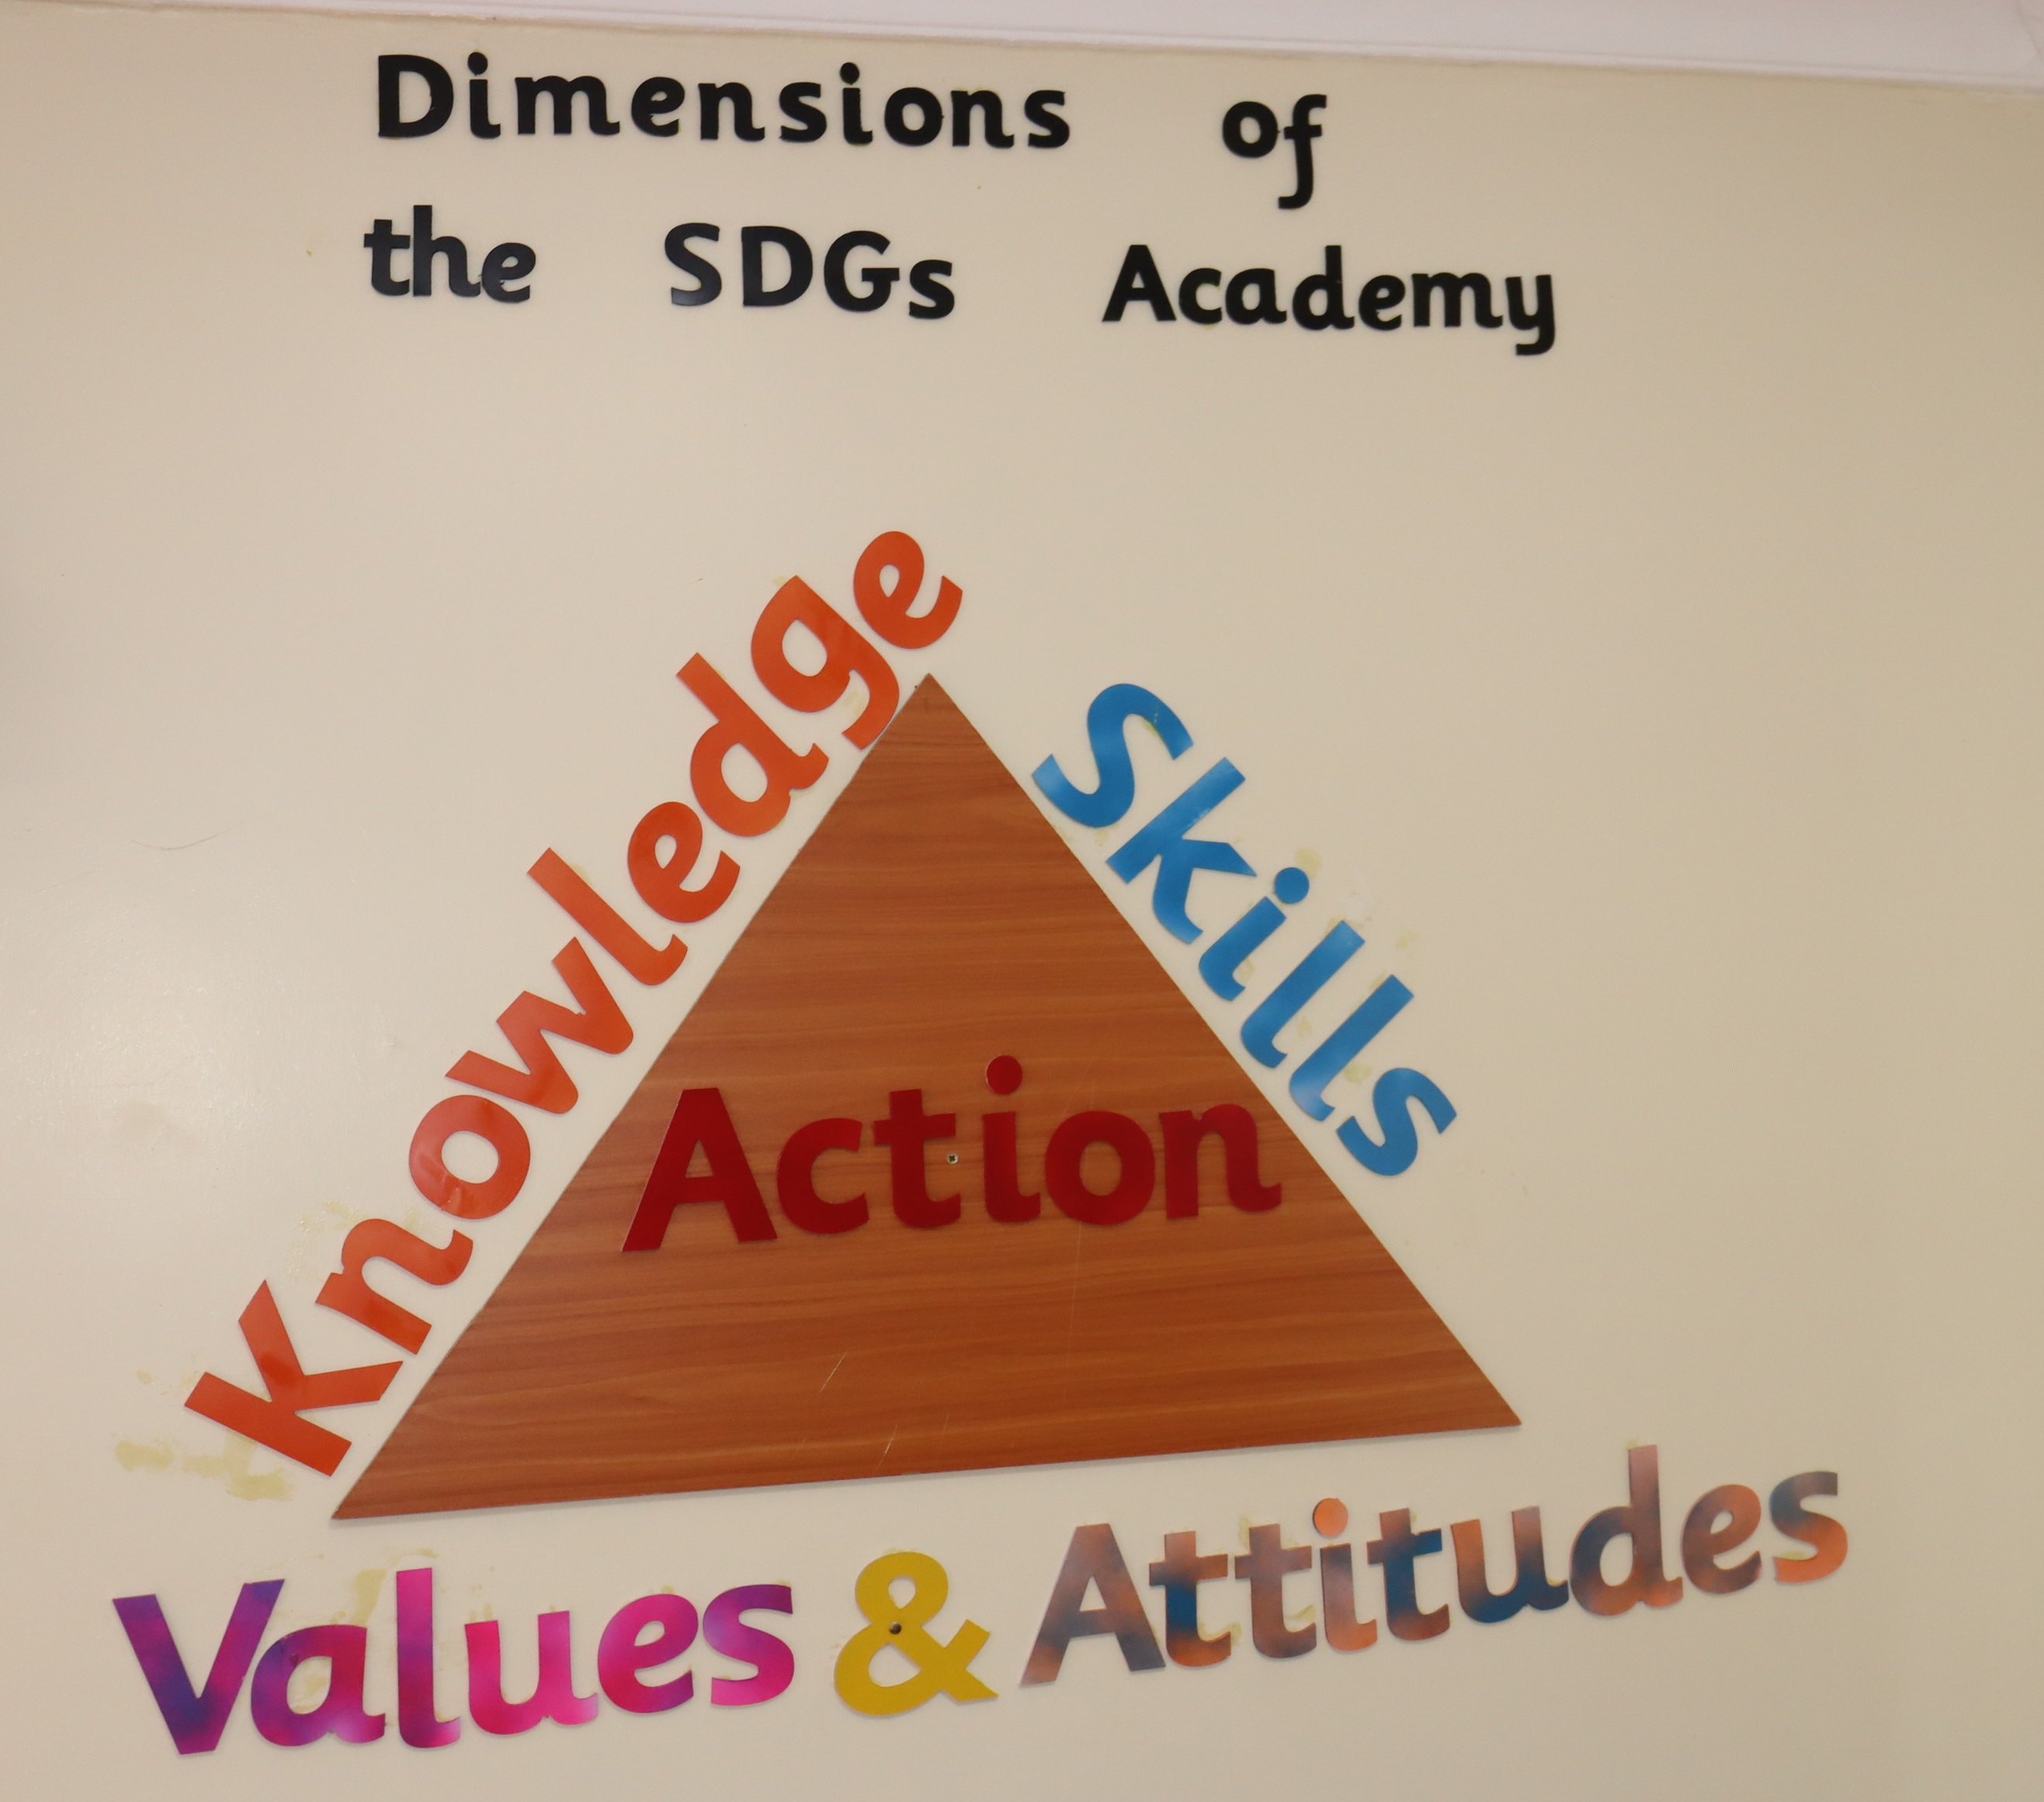 Dimensions of
the SDGs Academy
Knowledge
Skills
Action
Values & Attitudes